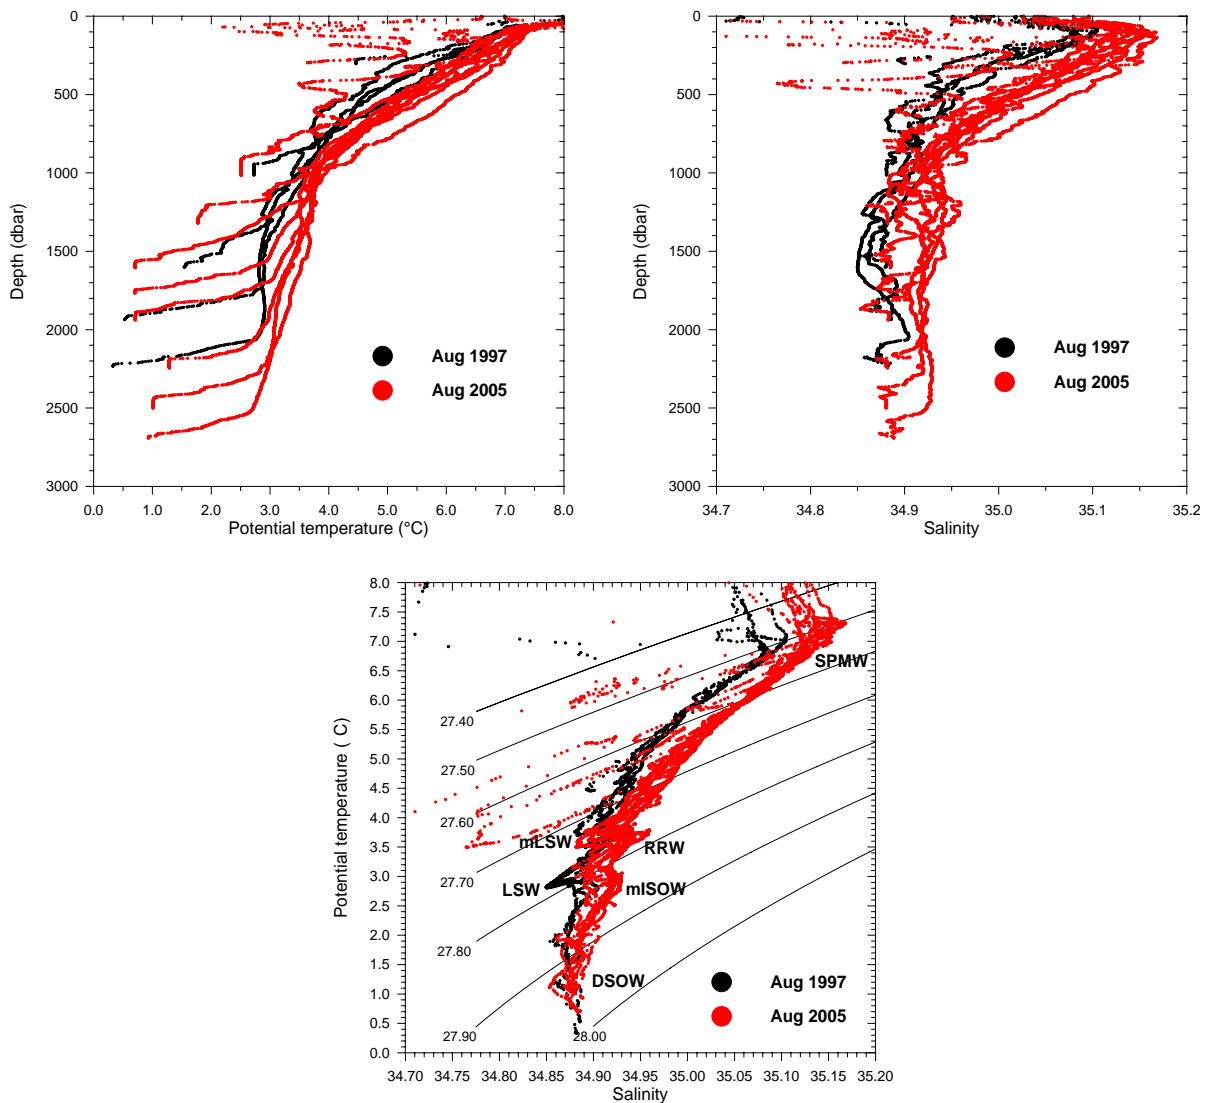 0
500
1000
1500
2000
2500
3000
Depth (dbar)
0.0 1.0 2.0 3.0 4.0 5.0 6.0 7.0 8.0
Potential temperature (°C)
Aug 1997
Aug 2005
0
500
1000
1500
2000
2500
3000
Depth (dbar)
34.7 34.8 34.9 35.0 35.1 35.2
Salinity
Aug 1997
Aug 2005
8.0
7.5
7.0
6.5
6.0
5.5
5.0
4.5
4.0
3.5
3.0
2.5
2.0
1.5
1.0
0.5
0.0
Potential temperature ( C)
SPMW
27.40
27.50
27.60
mLSW
RRW
27.70
LSW
mISOW
27.80
DSOW
27.90
28.00
Aug 1997
Aug 2005
34.70 34.75 34.80 34.85 34.90 34.95 35.00 35.05 35.10 35.15 35.20
Salinity